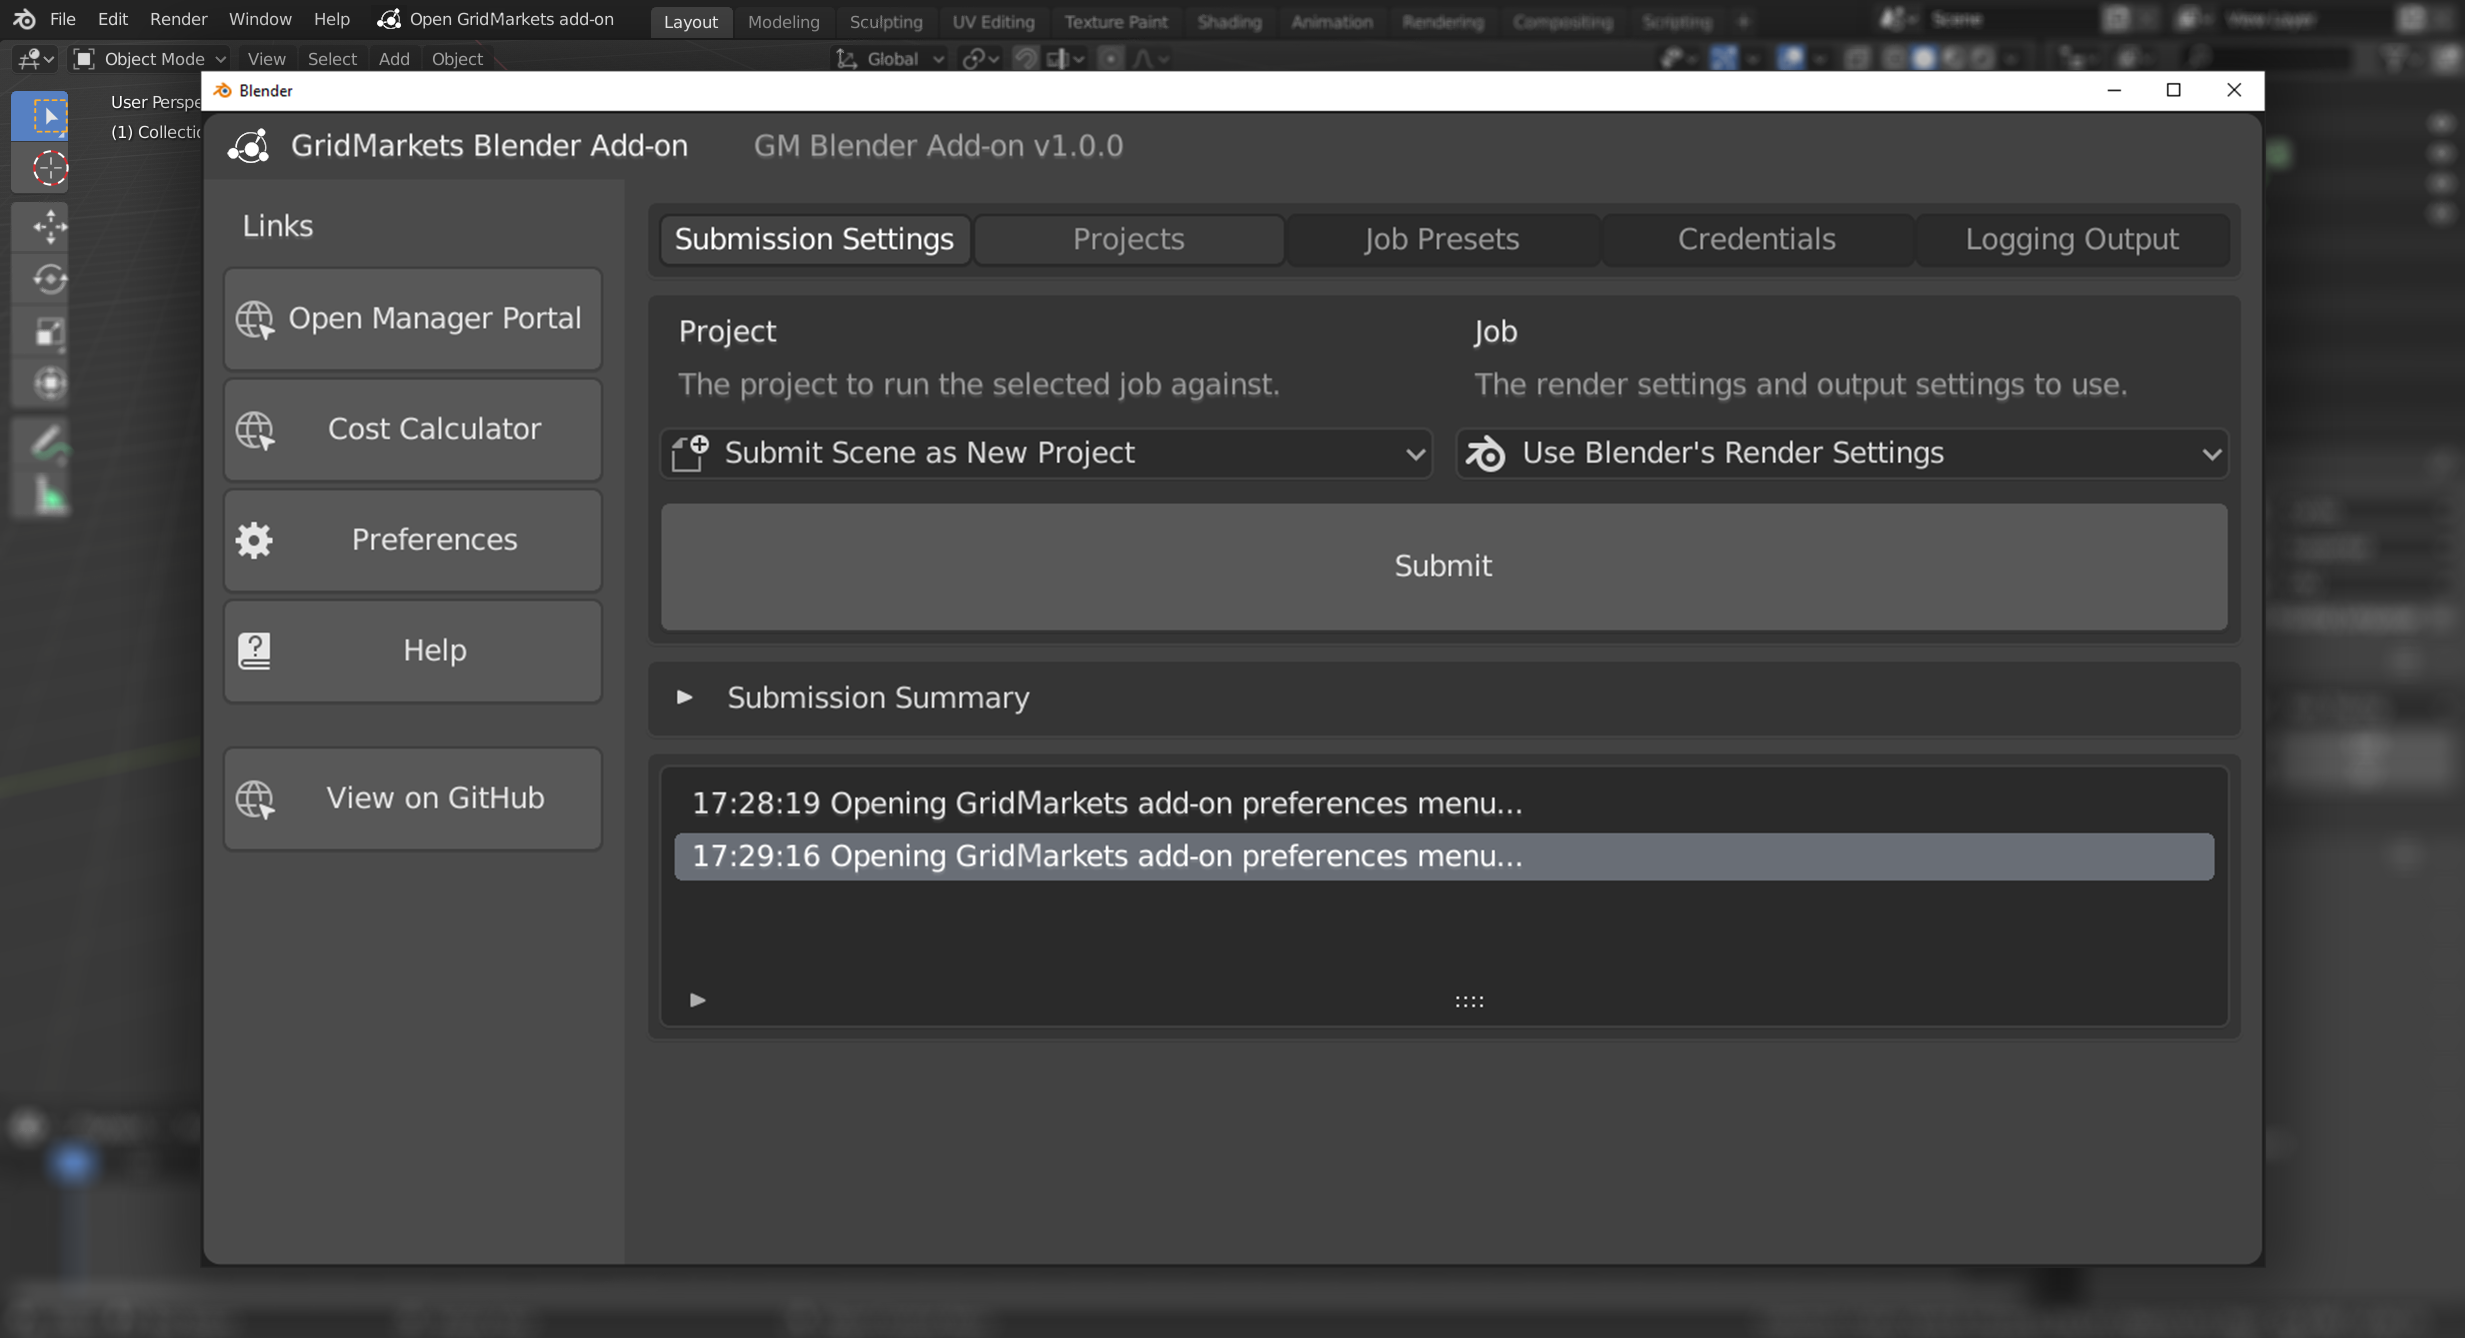 File Edit Render Window Help Open GridMarkets add-on Layout Modeling Sculpting UV Editing Texture Paint Shading Animation Rendering Compositing Scripting Scene View Layer
Object Mode View Select Add Object Global
User Perspe
(1) Collectio
Blender
GridMarkets Blender Add-on GM Blender Add-on v1.0.0
Links
Open Manager Portal
Cost Calculator
Preferences
Help
View on GitHub
Submission Settings Projects Job Presets Credentials Logging Output
Project
The project to run the selected job against.
Submit Scene as New Project
Job
The render settings and output settings to use.
Use Blender's Render Settings
Submit
Submission Summary
17:28:19 Opening GridMarkets add-on preferences menu...
17:29:16 Opening GridMarkets add-on preferences menu...